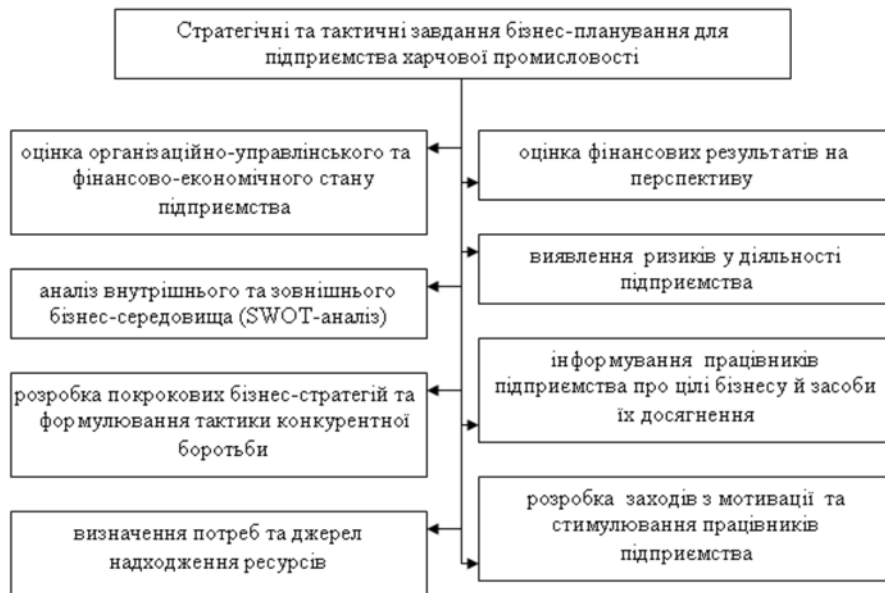 Стратегічні та тактичні завдання бізнес-планування для
підприємства харчової промисловості
оцінка організаційно-управлінського та
фінансово-економічного стану
підприємства
аналіз внутрішнього та зовнішнього
бізнес-середовища (SWOT-аналіз)
розробка покрокових бізнес-стратегій та
формулювання тактики конкурентної
боротьби
визначення потреб та джерел
надходження ресурсів
оцінка фінансових результатів на
перспективу
виявлення ризиків у діяльності
підприємства
інформування працівників
підприємства про цілі бізнесу й засоби
їх досягнення
розробка заходів з мотивації та
стимулювання працівників
підприємства